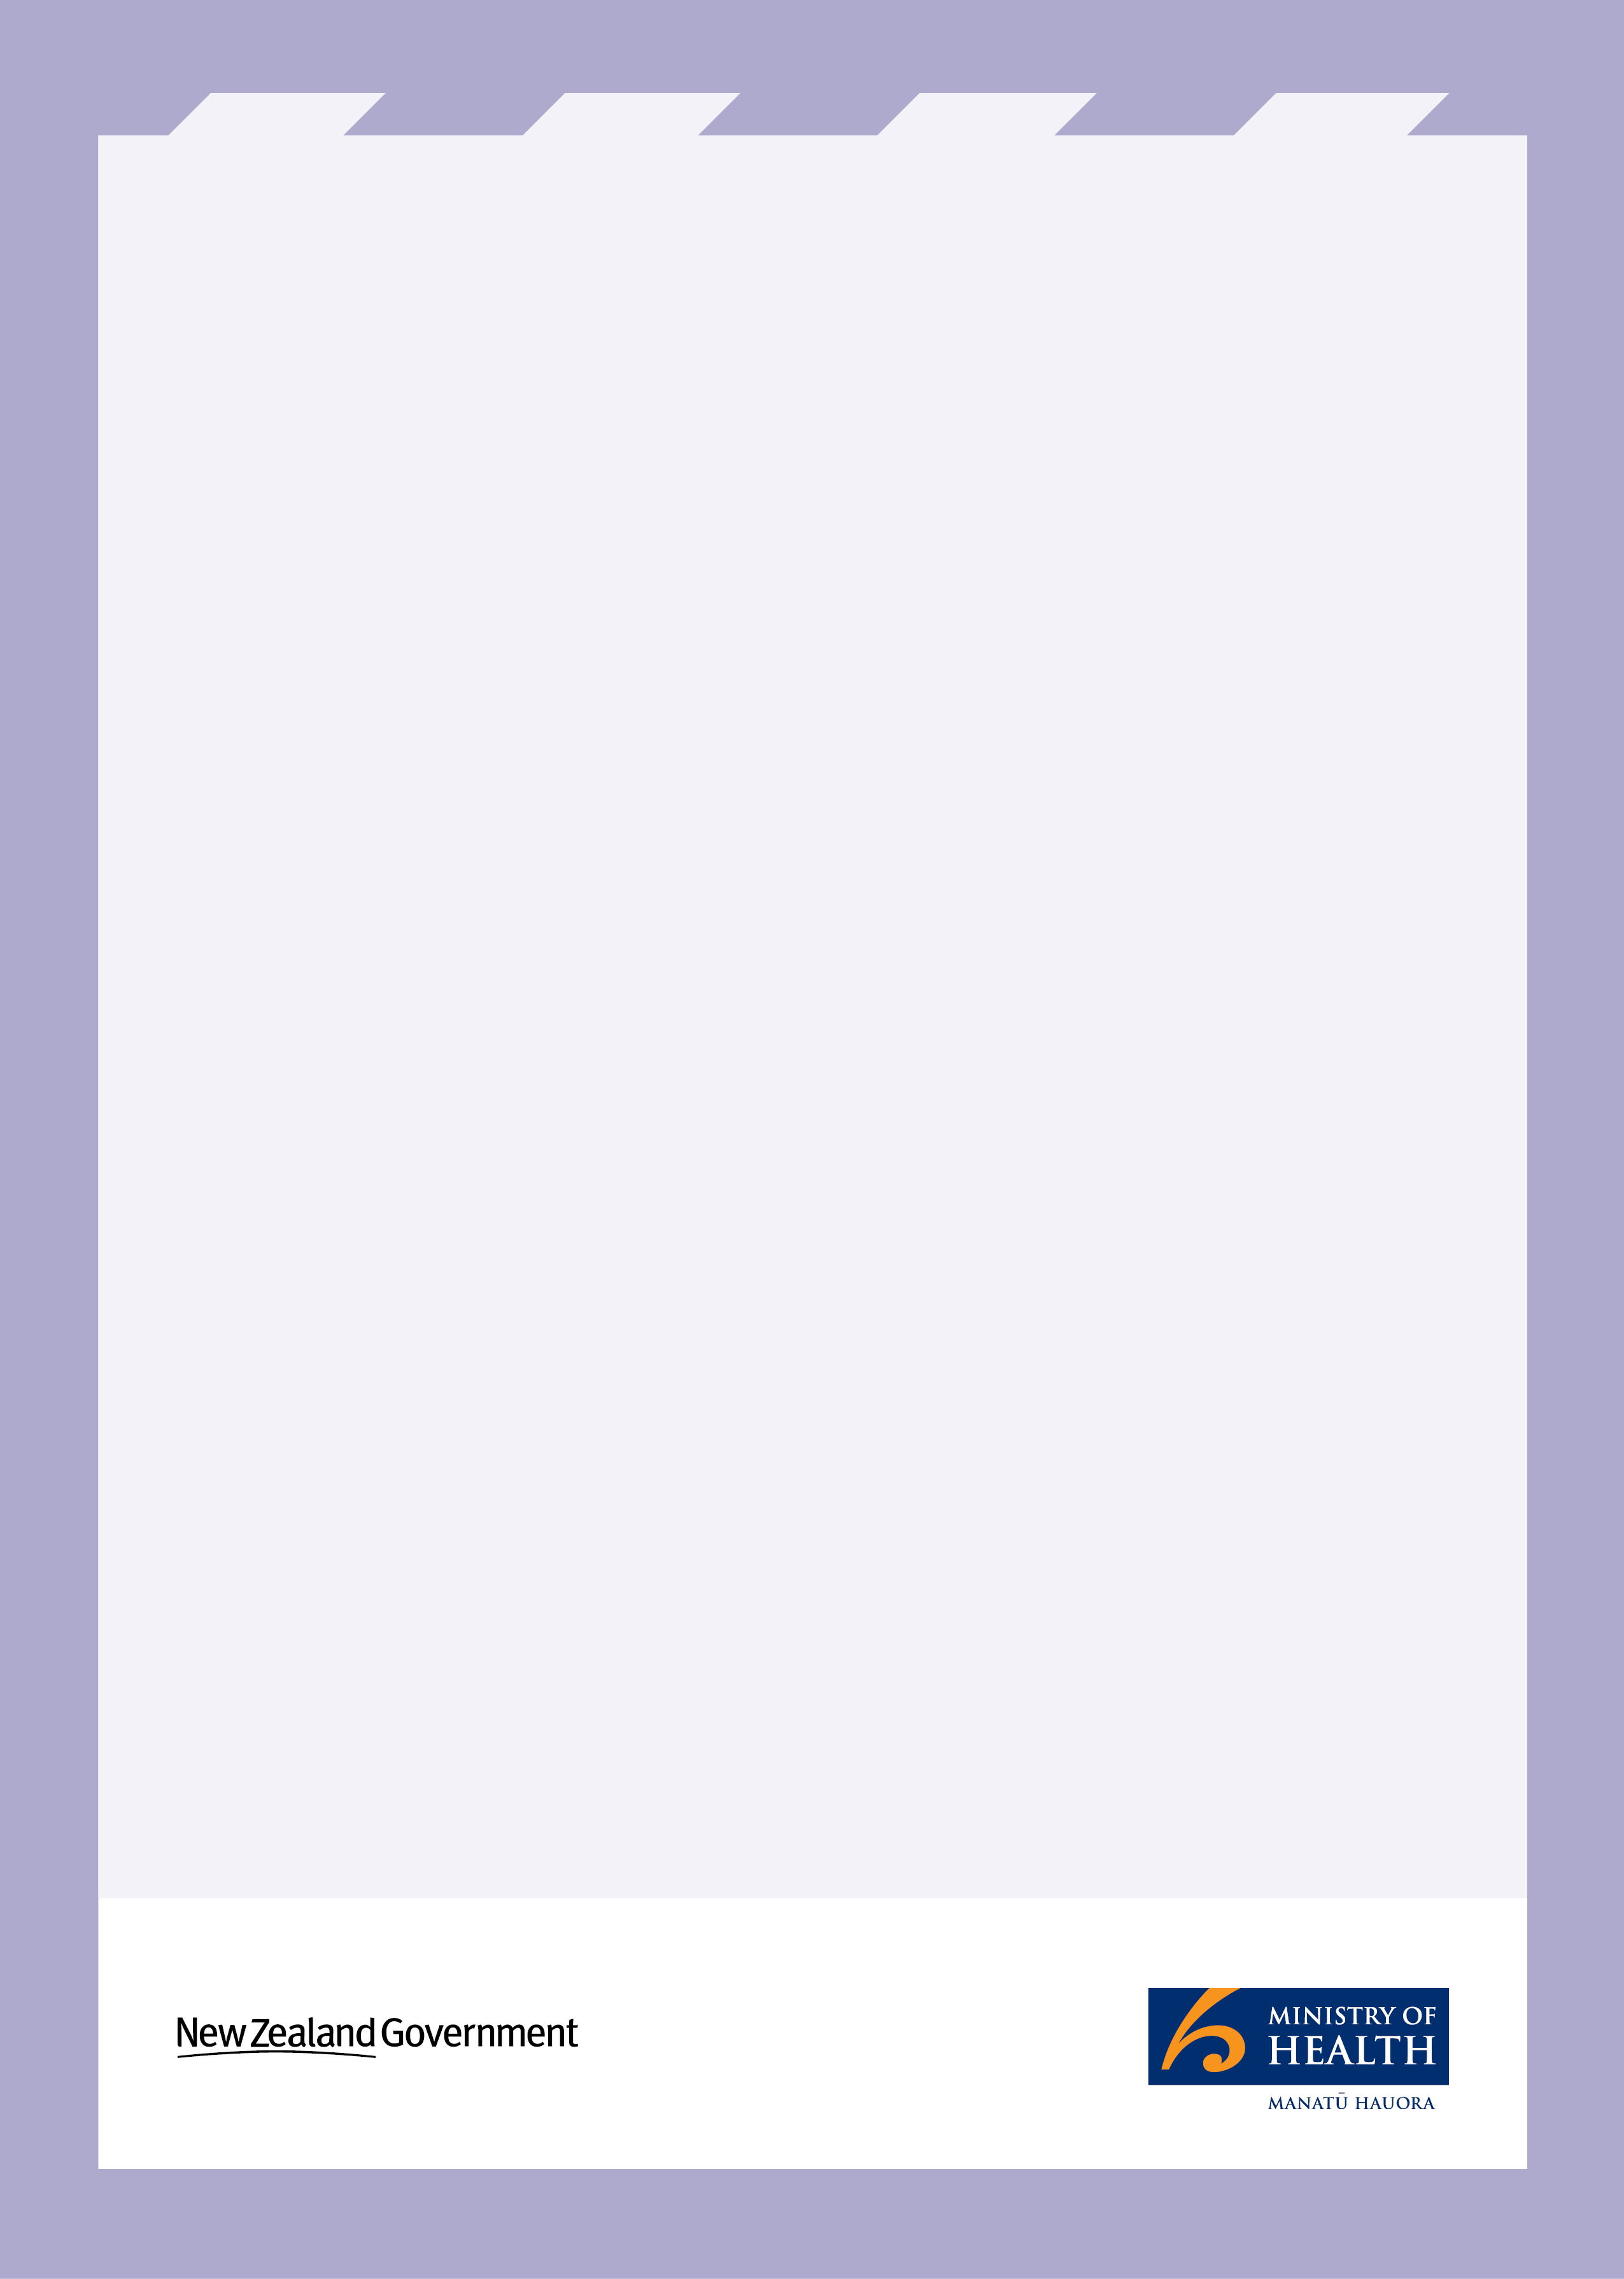 New Zealand Government
MINISTRY OF
HEALTH
MANATŪ HAUORA